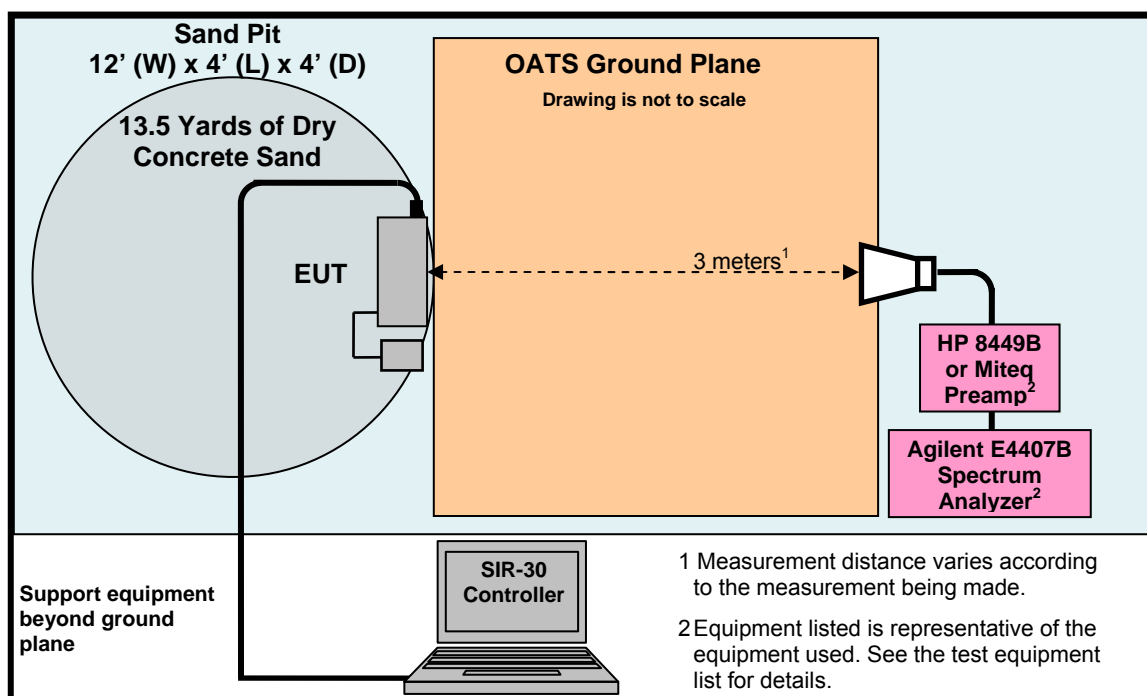 Sand Pit
12’ (W) x 4’ (L) x 4’ (D)
13.5 Yards of Dry
Concrete Sand
EUT
OATS Ground Plane
Drawing is not to scale
3 meters1
HP 8449B
or Miteq
Preamp2
Agilent E4407B
Spectrum
Analyzer2
Support equipment
beyond ground
plane
SIR-30
Controller
1 Measurement distance varies according
to the measurement being made.
2 Equipment listed is representative of the
equipment used. See the test equipment
list for details.